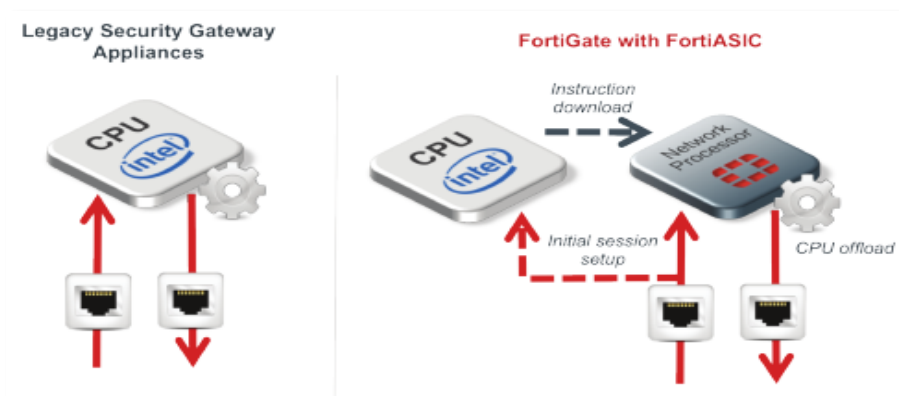 Legacy Security Gateway
Appliances
FortiGate with FortiASIC
CPU
intel
Instruction
download
CPU
intel
Network
Processor
Initial session
setup
CPU offload